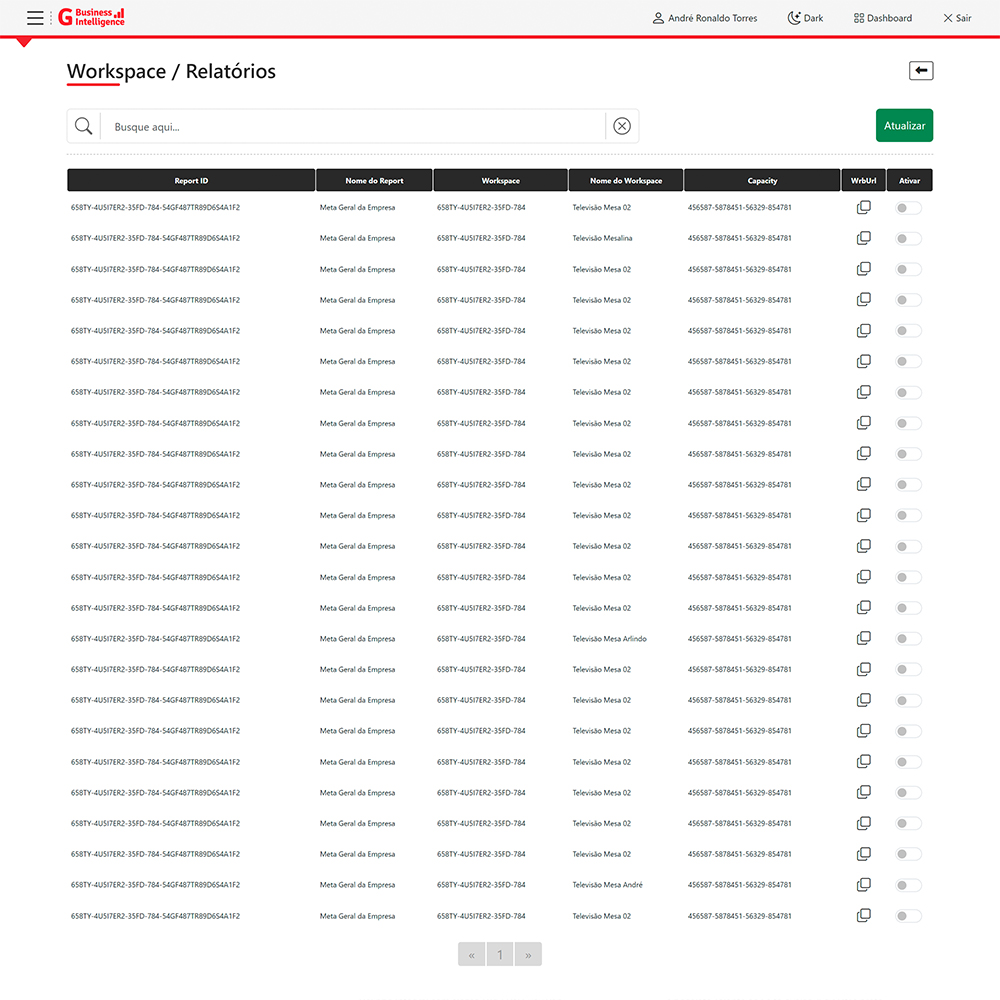 G Business Intelligence André Ronaldo Torres Dark Dashboard Sair
Workspace / Relatórios
Busque aqui... Atualizar
Report ID Nome do Report Workspace Nome do Workspace Capacity WrbUrl Ativar
658TY-4U5I7ER2-35FD-784-54GF487TR89D6S4A1F2 Meta Geral da Empresa 658TY-4U5I7ER2-35FD-784 Televisão Mesa 02 456587-5878451-56329-854781
658TY-4U5I7ER2-35FD-784-54GF487TR89D6S4A1F2 Meta Geral da Empresa 658TY-4U5I7ER2-35FD-784 Televisão Mesalina 456587-5878451-56329-854781
658TY-4U5I7ER2-35FD-784-54GF487TR89D6S4A1F2 Meta Geral da Empresa 658TY-4U5I7ER2-35FD-784 Televisão Mesa 02 456587-5878451-56329-854781
658TY-4U5I7ER2-35FD-784-54GF487TR89D6S4A1F2 Meta Geral da Empresa 658TY-4U5I7ER2-35FD-784 Televisão Mesa 02 456587-5878451-56329-854781
658TY-4U5I7ER2-35FD-784-54GF487TR89D6S4A1F2 Meta Geral da Empresa 658TY-4U5I7ER2-35FD-784 Televisão Mesa 02 456587-5878451-56329-854781
658TY-4U5I7ER2-35FD-784-54GF487TR89D6S4A1F2 Meta Geral da Empresa 658TY-4U5I7ER2-35FD-784 Televisão Mesa 02 456587-5878451-56329-854781
658TY-4U5I7ER2-35FD-784-54GF487TR89D6S4A1F2 Meta Geral da Empresa 658TY-4U5I7ER2-35FD-784 Televisão Mesa 02 456587-5878451-56329-854781
658TY-4U5I7ER2-35FD-784-54GF487TR89D6S4A1F2 Meta Geral da Empresa 658TY-4U5I7ER2-35FD-784 Televisão Mesa 02 456587-5878451-56329-854781
658TY-4U5I7ER2-35FD-784-54GF487TR89D6S4A1F2 Meta Geral da Empresa 658TY-4U5I7ER2-35FD-784 Televisão Mesa 02 456587-5878451-56329-854781
658TY-4U5I7ER2-35FD-784-54GF487TR89D6S4A1F2 Meta Geral da Empresa 658TY-4U5I7ER2-35FD-784 Televisão Mesa 02 456587-5878451-56329-854781
658TY-4U5I7ER2-35FD-784-54GF487TR89D6S4A1F2 Meta Geral da Empresa 658TY-4U5I7ER2-35FD-784 Televisão Mesa 02 456587-5878451-56329-854781
658TY-4U5I7ER2-35FD-784-54GF487TR89D6S4A1F2 Meta Geral da Empresa 658TY-4U5I7ER2-35FD-784 Televisão Mesa 02 456587-5878451-56329-854781
658TY-4U5I7ER2-35FD-784-54GF487TR89D6S4A1F2 Meta Geral da Empresa 658TY-4U5I7ER2-35FD-784 Televisão Mesa 02 456587-5878451-56329-854781
658TY-4U5I7ER2-35FD-784-54GF487TR89D6S4A1F2 Meta Geral da Empresa 658TY-4U5I7ER2-35FD-784 Televisão Mesa 02 456587-5878451-56329-854781
658TY-4U5I7ER2-35FD-784-54GF487TR89D6S4A1F2 Meta Geral da Empresa 658TY-4U5I7ER2-35FD-784 Televisão Mesa Arlindo 456587-5878451-56329-854781
658TY-4U5I7ER2-35FD-784-54GF487TR89D6S4A1F2 Meta Geral da Empresa 658TY-4U5I7ER2-35FD-784 Televisão Mesa 02 456587-5878451-56329-854781
658TY-4U5I7ER2-35FD-784-54GF487TR89D6S4A1F2 Meta Geral da Empresa 658TY-4U5I7ER2-35FD-784 Televisão Mesa 02 456587-5878451-56329-854781
658TY-4U5I7ER2-35FD-784-54GF487TR89D6S4A1F2 Meta Geral da Empresa 658TY-4U5I7ER2-35FD-784 Televisão Mesa 02 456587-5878451-56329-854781
658TY-4U5I7ER2-35FD-784-54GF487TR89D6S4A1F2 Meta Geral da Empresa 658TY-4U5I7ER2-35FD-784 Televisão Mesa 02 456587-5878451-56329-854781
658TY-4U5I7ER2-35FD-784-54GF487TR89D6S4A1F2 Meta Geral da Empresa 658TY-4U5I7ER2-35FD-784 Televisão Mesa 02 456587-5878451-56329-854781
658TY-4U5I7ER2-35FD-784-54GF487TR89D6S4A1F2 Meta Geral da Empresa 658TY-4U5I7ER2-35FD-784 Televisão Mesa 02 456587-5878451-56329-854781
658TY-4U5I7ER2-35FD-784-54GF487TR89D6S4A1F2 Meta Geral da Empresa 658TY-4U5I7ER2-35FD-784 Televisão Mesa 02 456587-5878451-56329-854781
658TY-4U5I7ER2-35FD-784-54GF487TR89D6S4A1F2 Meta Geral da Empresa 658TY-4U5I7ER2-35FD-784 Televisão Mesa André 456587-5878451-56329-854781
658TY-4U5I7ER2-35FD-784-54GF487TR89D6S4A1F2 Meta Geral da Empresa 658TY-4U5I7ER2-35FD-784 Televisão Mesa 02 456587-5878451-56329-854781
« 1 »